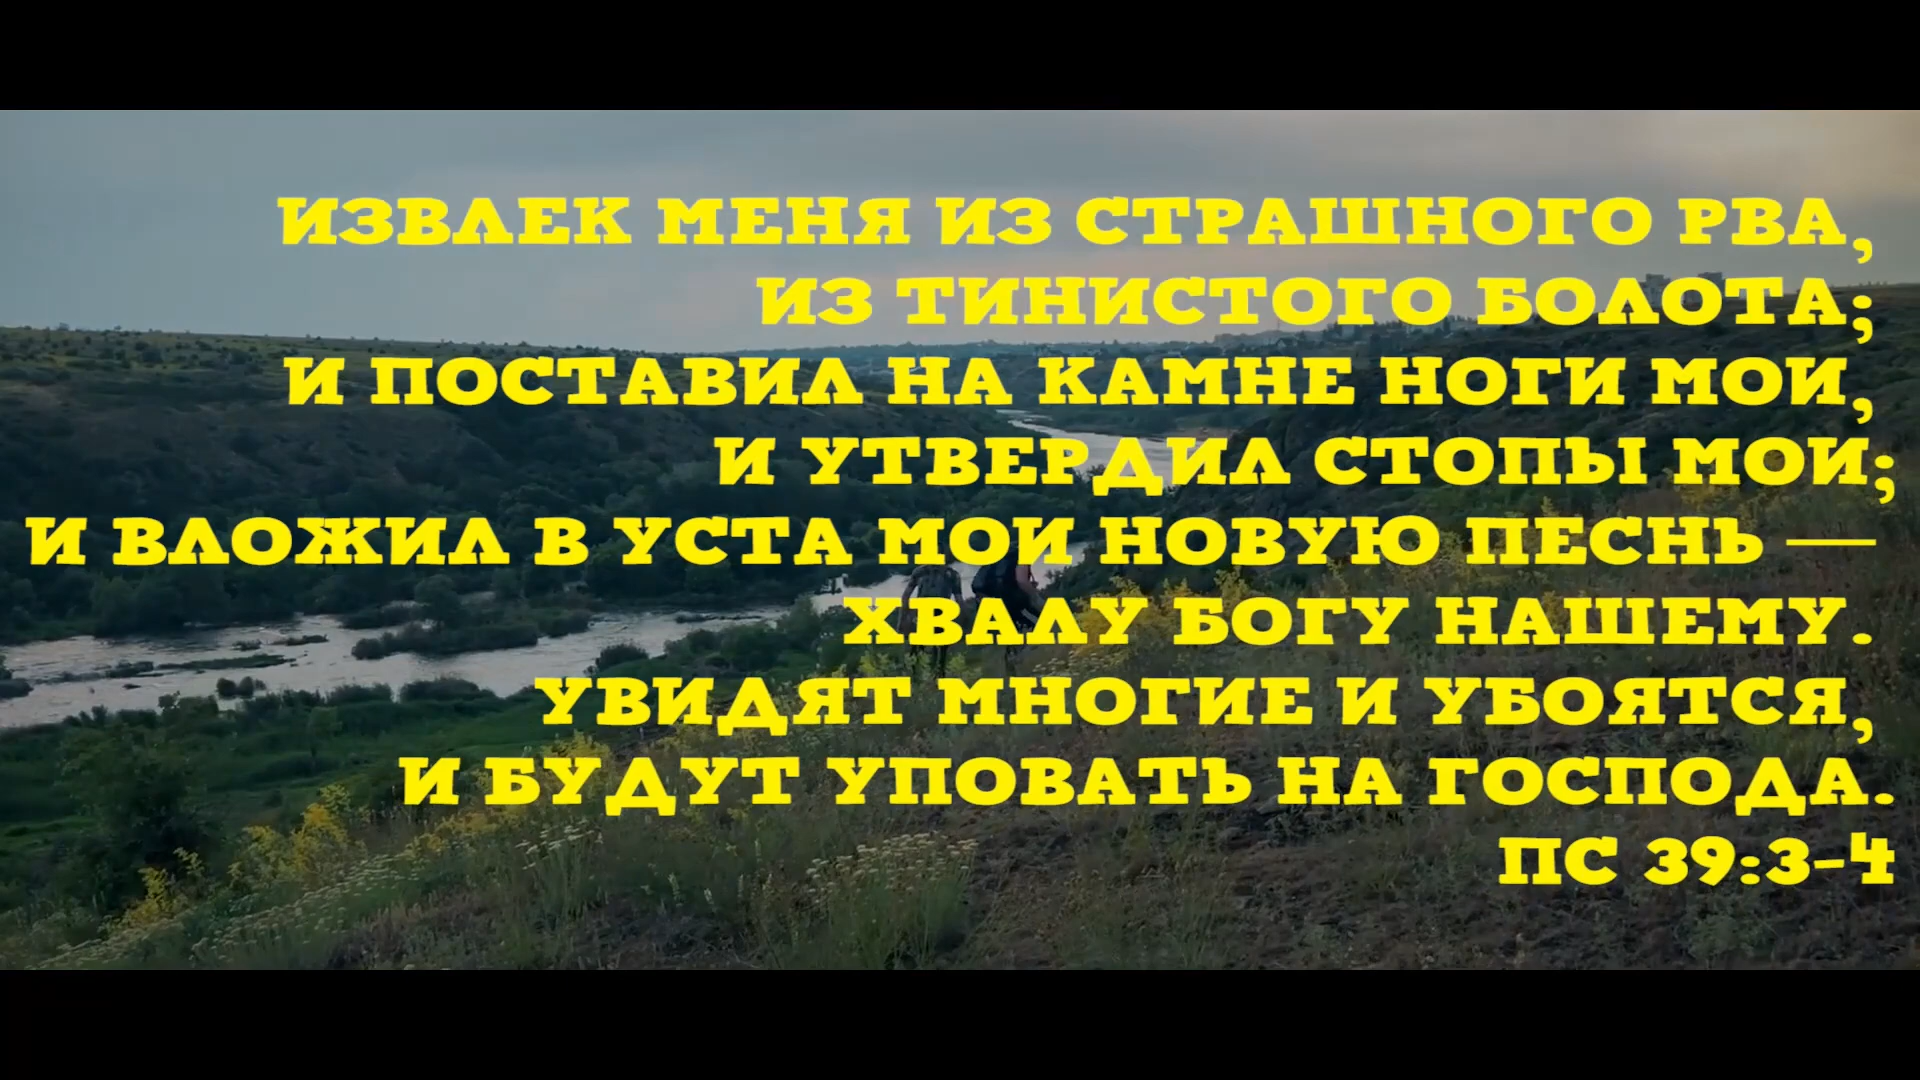 ИЗВЛЕК МЕНЯ ИЗ СТРАШНОГО РВА,
ИЗ ТИНИСТОГО БОЛОТА;
И ПОСТАВИЛ НА КАМНЕ НОГИ МОИ,
И УТВЕРДИЛ СТОПЫ МОИ;
И ВЛОЖИЛ В УСТА МОИ НОВУЮ ПЕСНЬ —
ХВАЛУ БОГУ НАШЕМУ.
УВИДЯТ МНОГИЕ И УБОЯТСЯ,
И БУДУТ УПОВАТЬ НА ГОСПОДА.
ПС 39:3-4